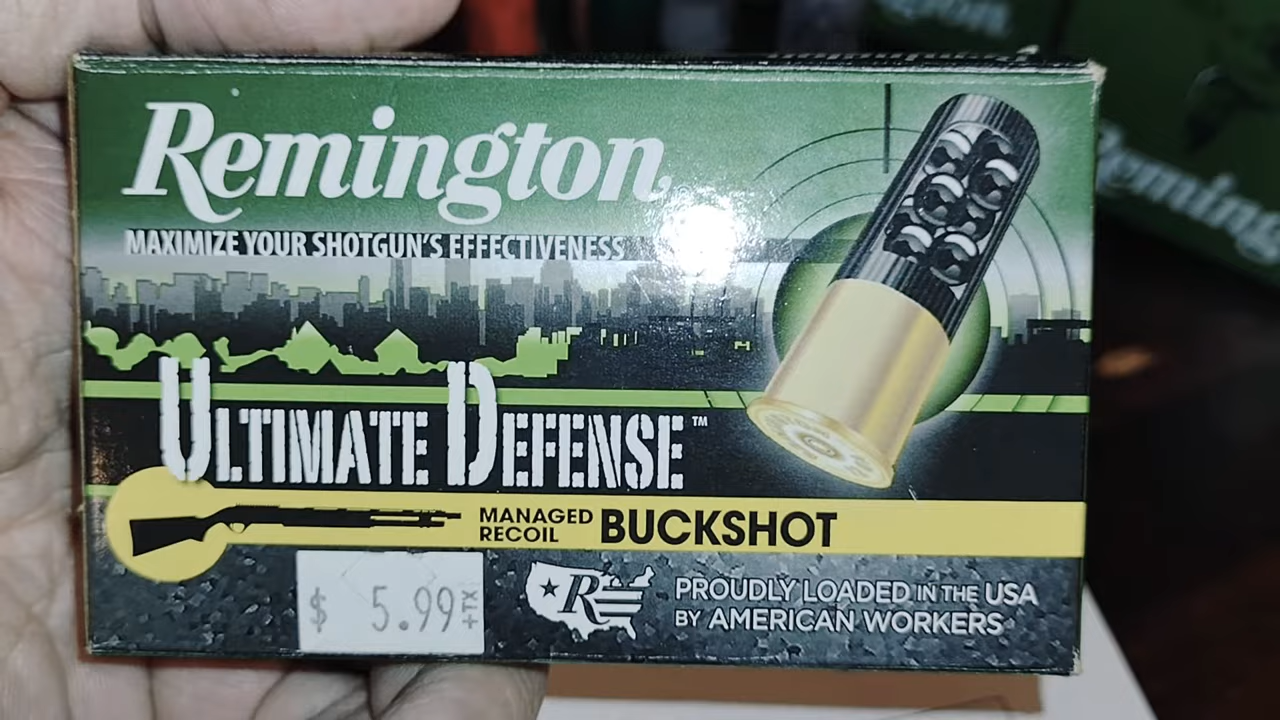 Remington
MAXIMIZE YOUR SHOTGUN'S EFFECTIVENESS
ULTIMATE DEFENSE™
MANAGED RECOIL BUCKSHOT
$ 5.99 +TX
R
PROUDLY LOADED IN THE USA
BY AMERICAN WORKERS
Remington